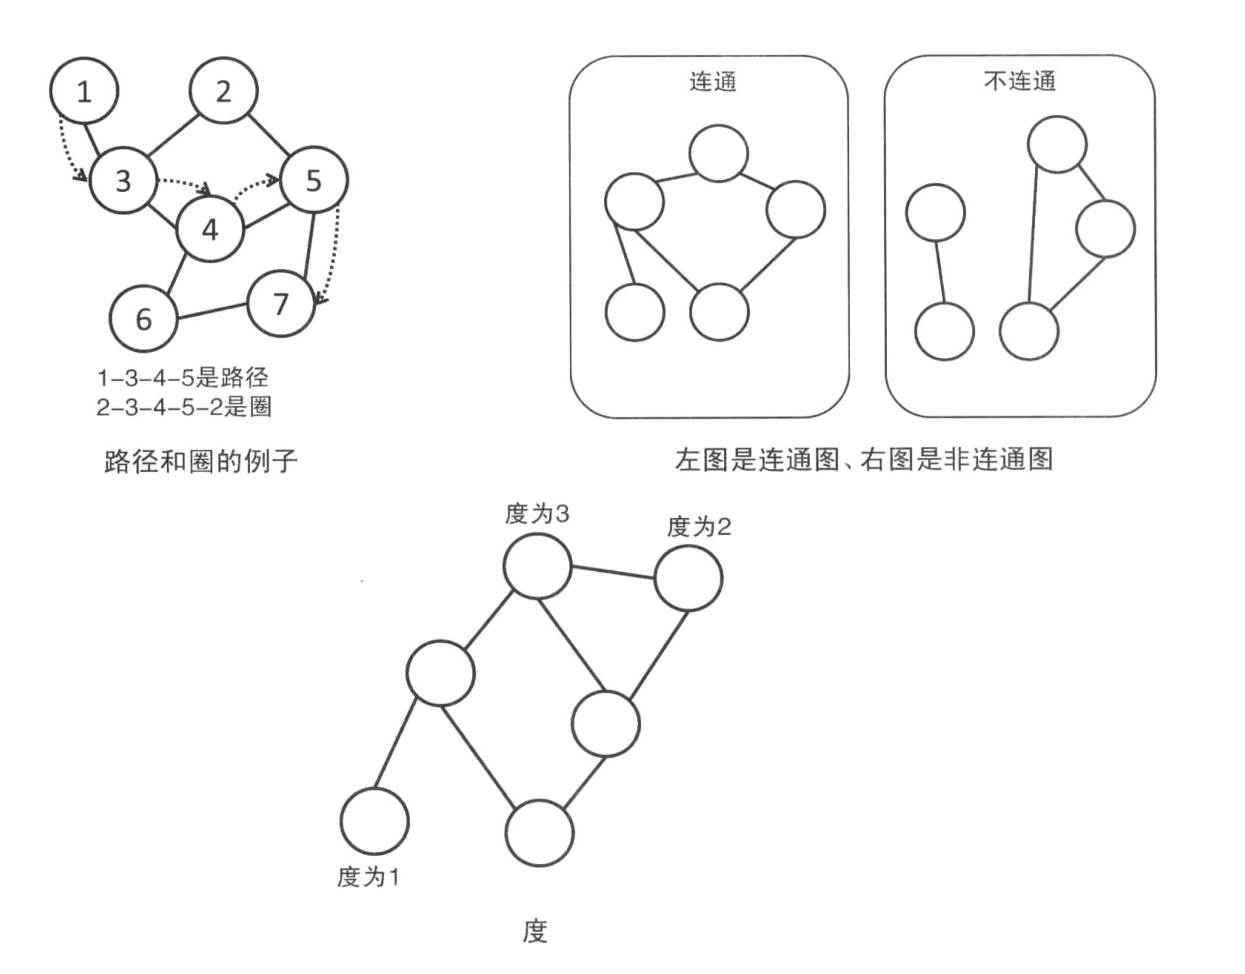 1
2
3
5
4
6
7
1-3-4-5是路径
2-3-4-5-2是圈
路径和圈的例子
连通
不连通
左图是连通图、右图是非连通图
度为3
度为2
度为1
度